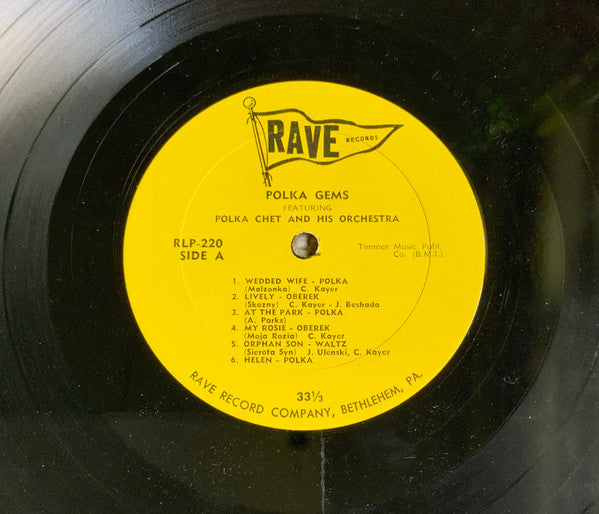 RAVE RECORDS
POLKA GEMS
FEATURING
POLKA CHET AND HIS ORCHESTRA
RLP-220
SIDE A
Timmer Music Publ.
Co. (B.M.I.)
1. WEDDED WIFE - POLKA
(Malzonka) C. Kayer
2. LIVELY - OBEREK
(Skozny) C. Kayer - J. Beshada
3. AT THE PARK - POLKA
(A. Parks)
4. MY ROSIE - OBEREK
(Moja Rozia) C. Kayer
5. ORPHAN SON - WALTZ
(Sierota Syn) J. Ulenski, C. Kayer
6. HELEN - POLKA
33⅓
RAVE RECORD COMPANY, BETHLEHEM, PA.